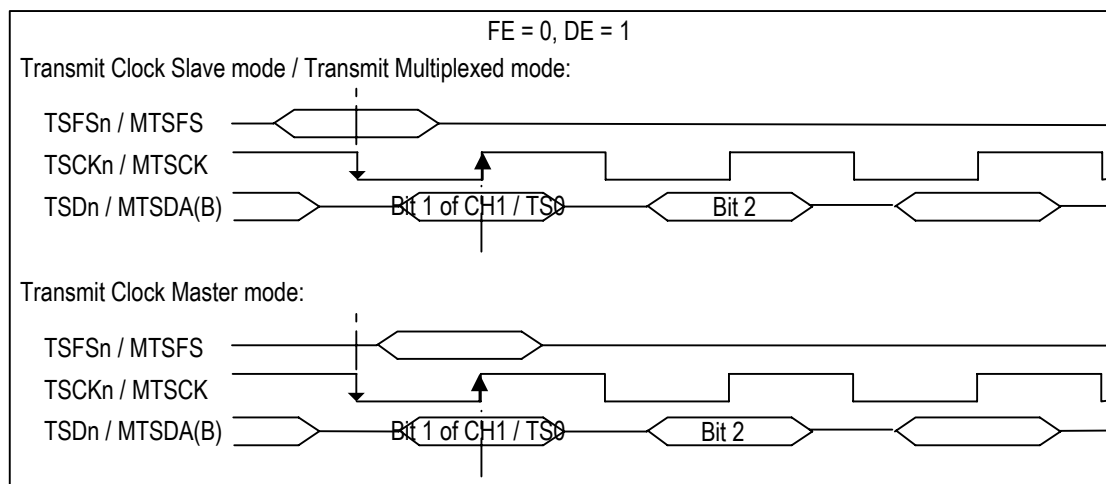 FE = 0, DE = 1
Transmit Clock Slave mode / Transmit Multiplexed mode:
TSFSn / MTSFS
TSCKn / MTSCK
TSDn / MTSDA(B)
Bit 1 of CH1 / TS0
Bit 2
Transmit Clock Master mode:
TSFSn / MTSFS
TSCKn / MTSCK
TSDn / MTSDA(B)
Bit 1 of CH1 / TS0
Bit 2